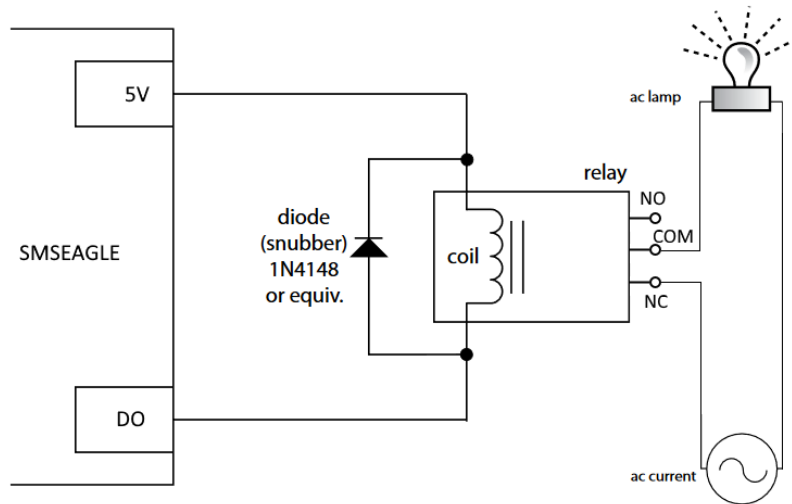 5V
SMSEAGLE
DO
diode
(snubber)
1N4148
or equiv.
coil
relay
NO
COM
NC
ac lamp
ac current